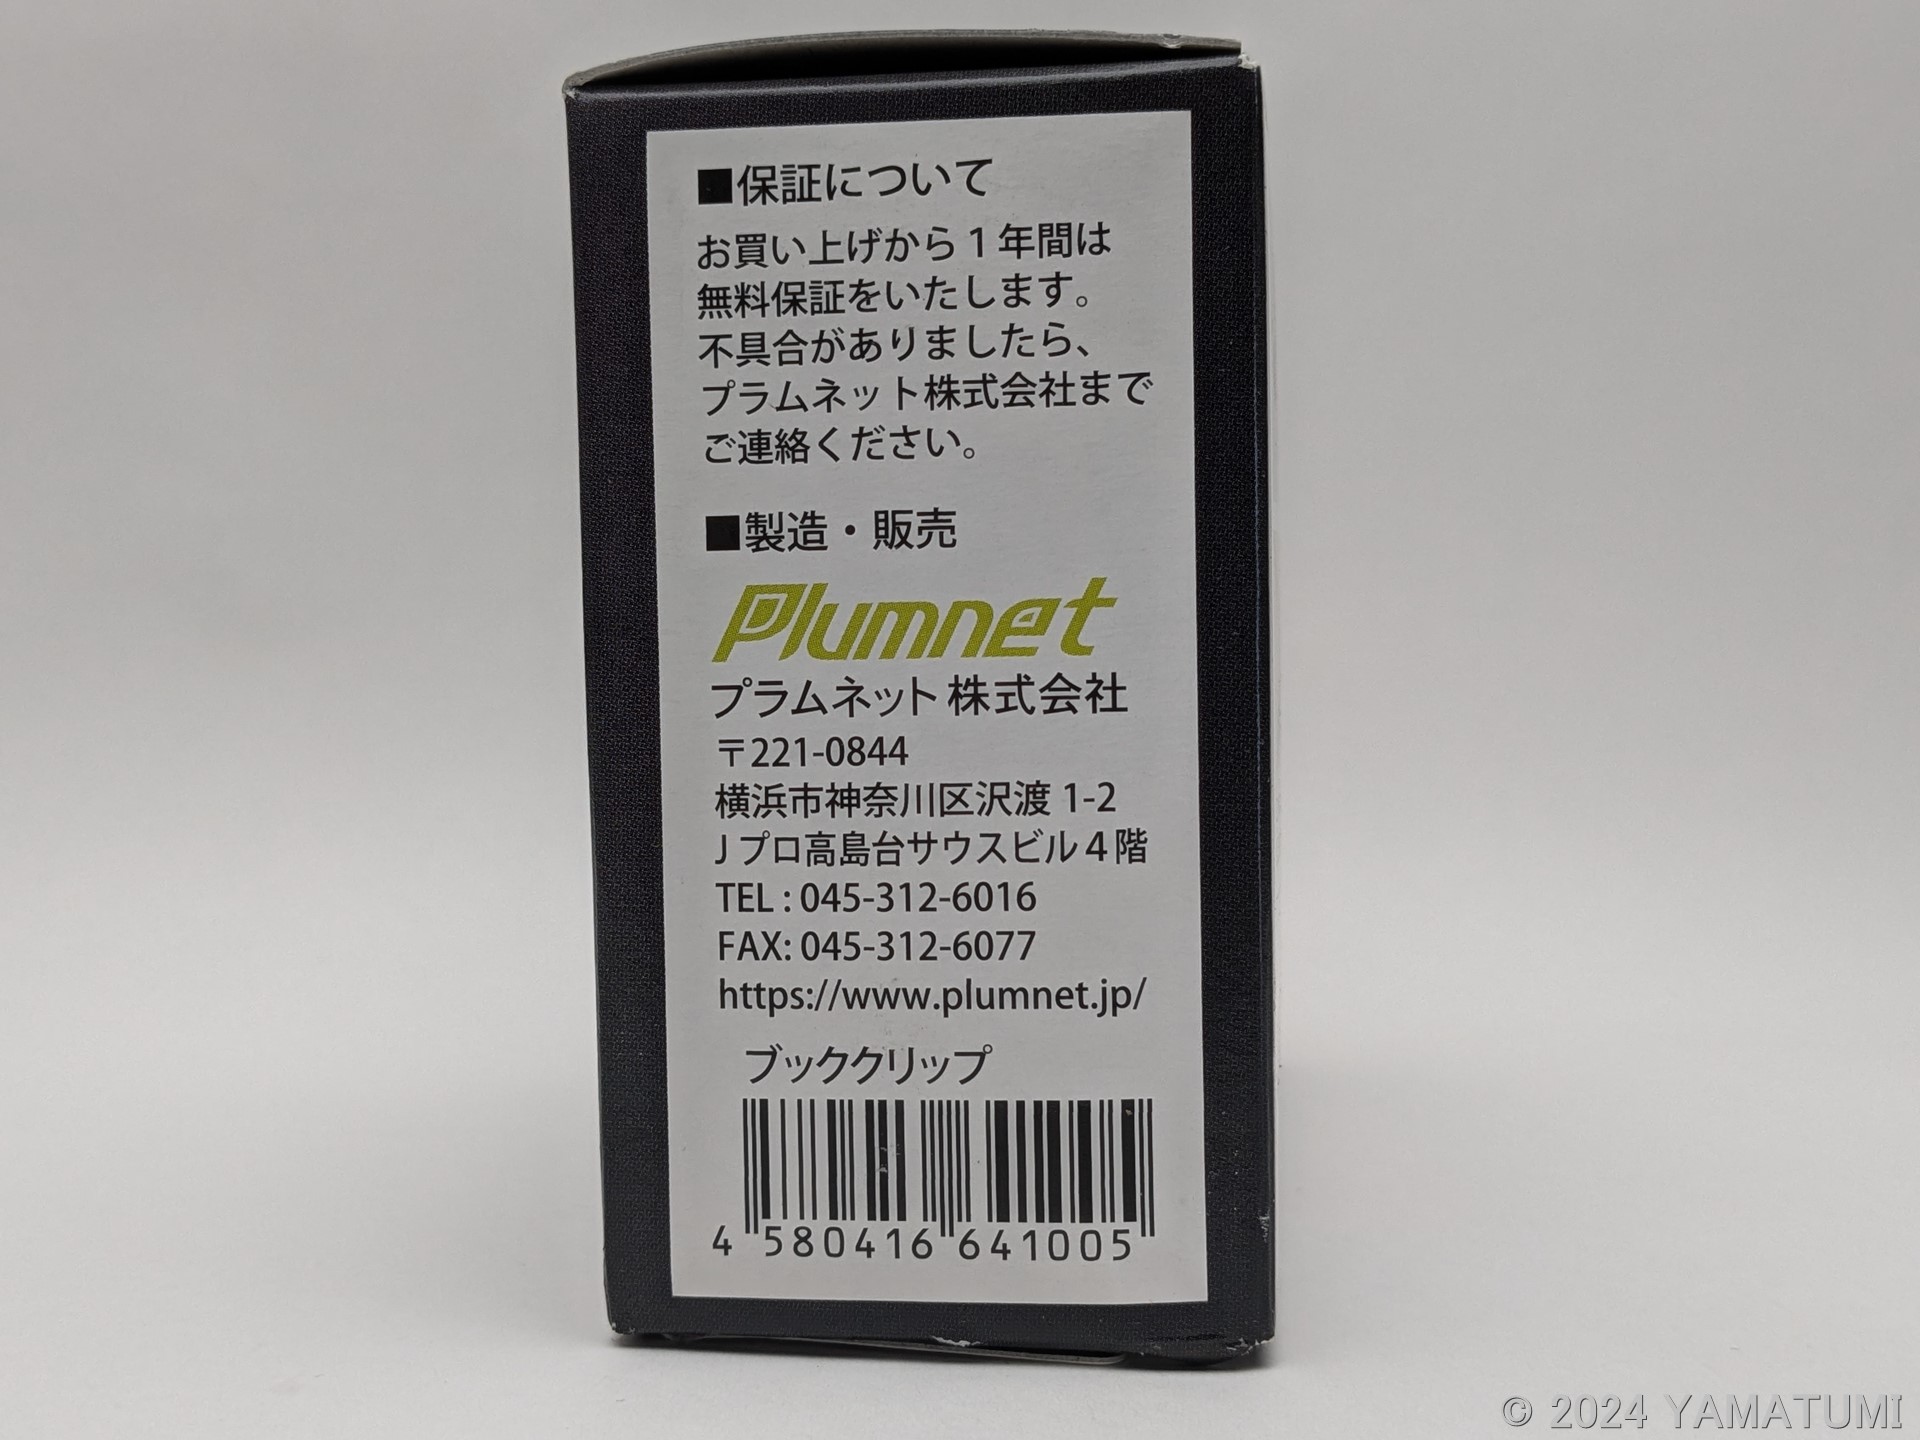 ■保証について
お買い上げから1年間は
無料保証をいたします。
不具合がありましたら、
プラムネット株式会社まで
ご連絡ください。
■製造・販売
Plumnet
プラムネット株式会社
〒221-0844
横浜市神奈川区沢渡 1-2
Jプロ高島台サウスビル4階
TEL : 045-312-6016
FAX: 045-312-6077
https://www.plumnet.jp/
ブッククリップ
4 580416 641005
© 2024 YAMATUMI